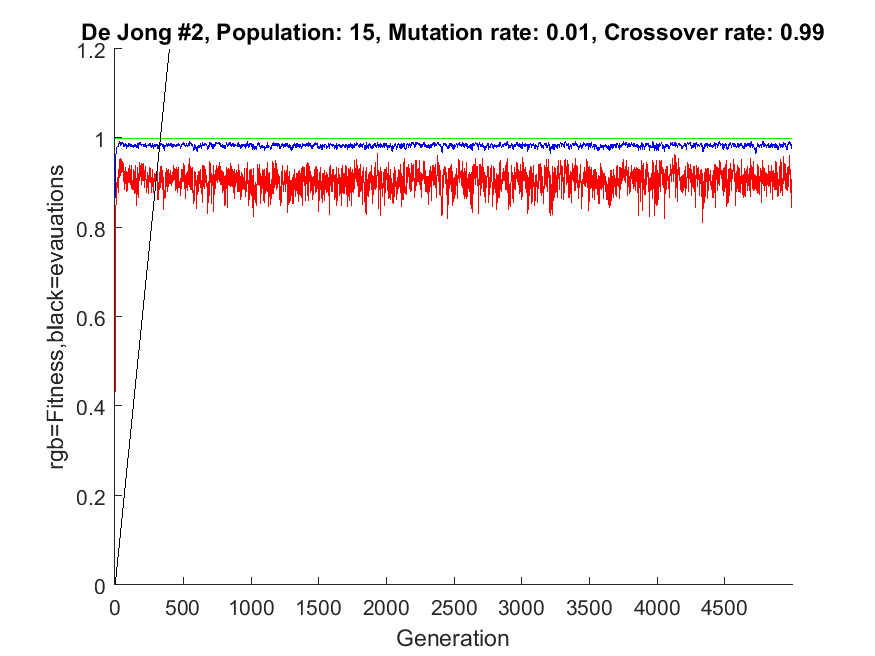 De Jong #2, Population: 15, Mutation rate: 0.01, Crossover rate: 0.99
1.2
1
0.8
0.6
0.4
0.2
0
rgb=Fitness,black=evauations
0 500 1000 1500 2000 2500 3000 3500 4000 4500
Generation